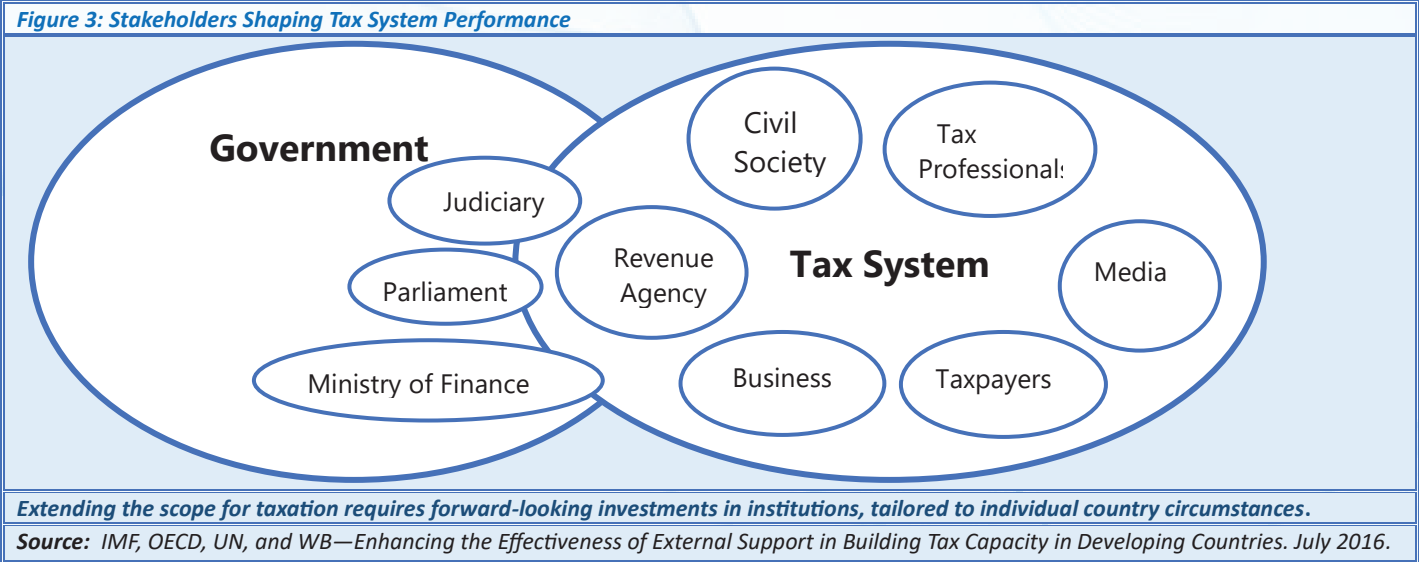 Figure 3: Stakeholders Shaping Tax System Performance
Government
Judiciary
Parliament
Ministry of Finance
Civil
Society
Tax
Professionals
Revenue
Agency
Tax System
Media
Business
Taxpayers
Extending the scope for taxation requires forward-looking investments in institutions, tailored to individual country circumstances.
Source: IMF, OECD, UN, and WB—Enhancing the Effectiveness of External Support in Building Tax Capacity in Developing Countries. July 2016.